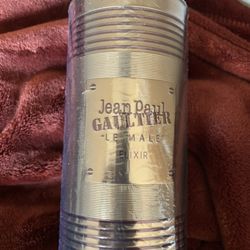 Jean Paul
GAULTIER
"LE MALE"
ELIXIR